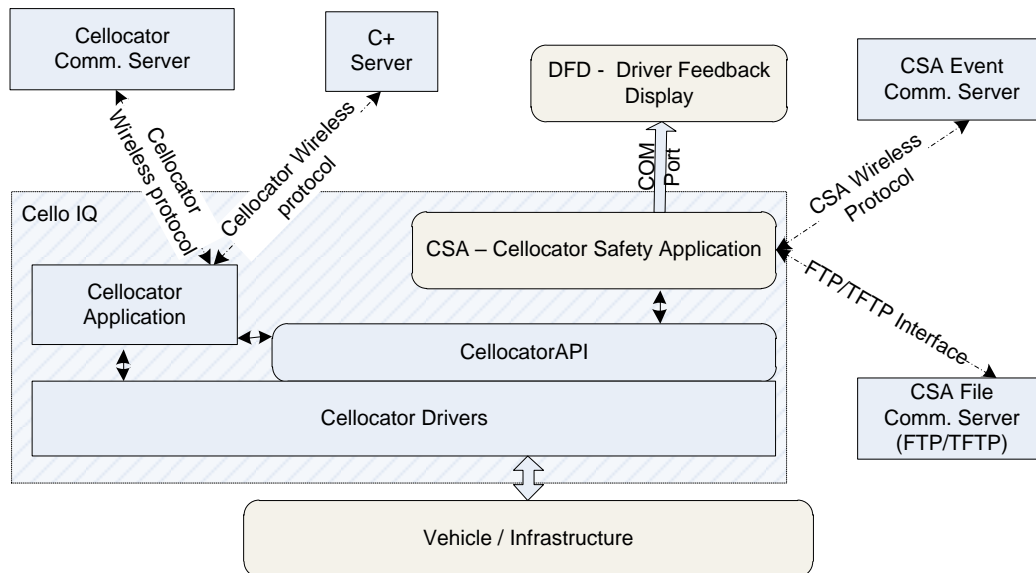 Cellocator
Comm. Server
C+
Server
DFD - Driver Feedback
Display
CSA Event
Comm. Server
Cellocator
Wireless protocol
Cellocator Wireless
protocol
COM
Port
CSA Wireless
Protocol
Cello IQ
CSA – Cellocator Safety Application
Cellocator
Application
FTP/TFTP Interface
CellocatorAPI
Cellocator Drivers
CSA File
Comm. Server
(FTP/TFTP)
Vehicle / Infrastructure